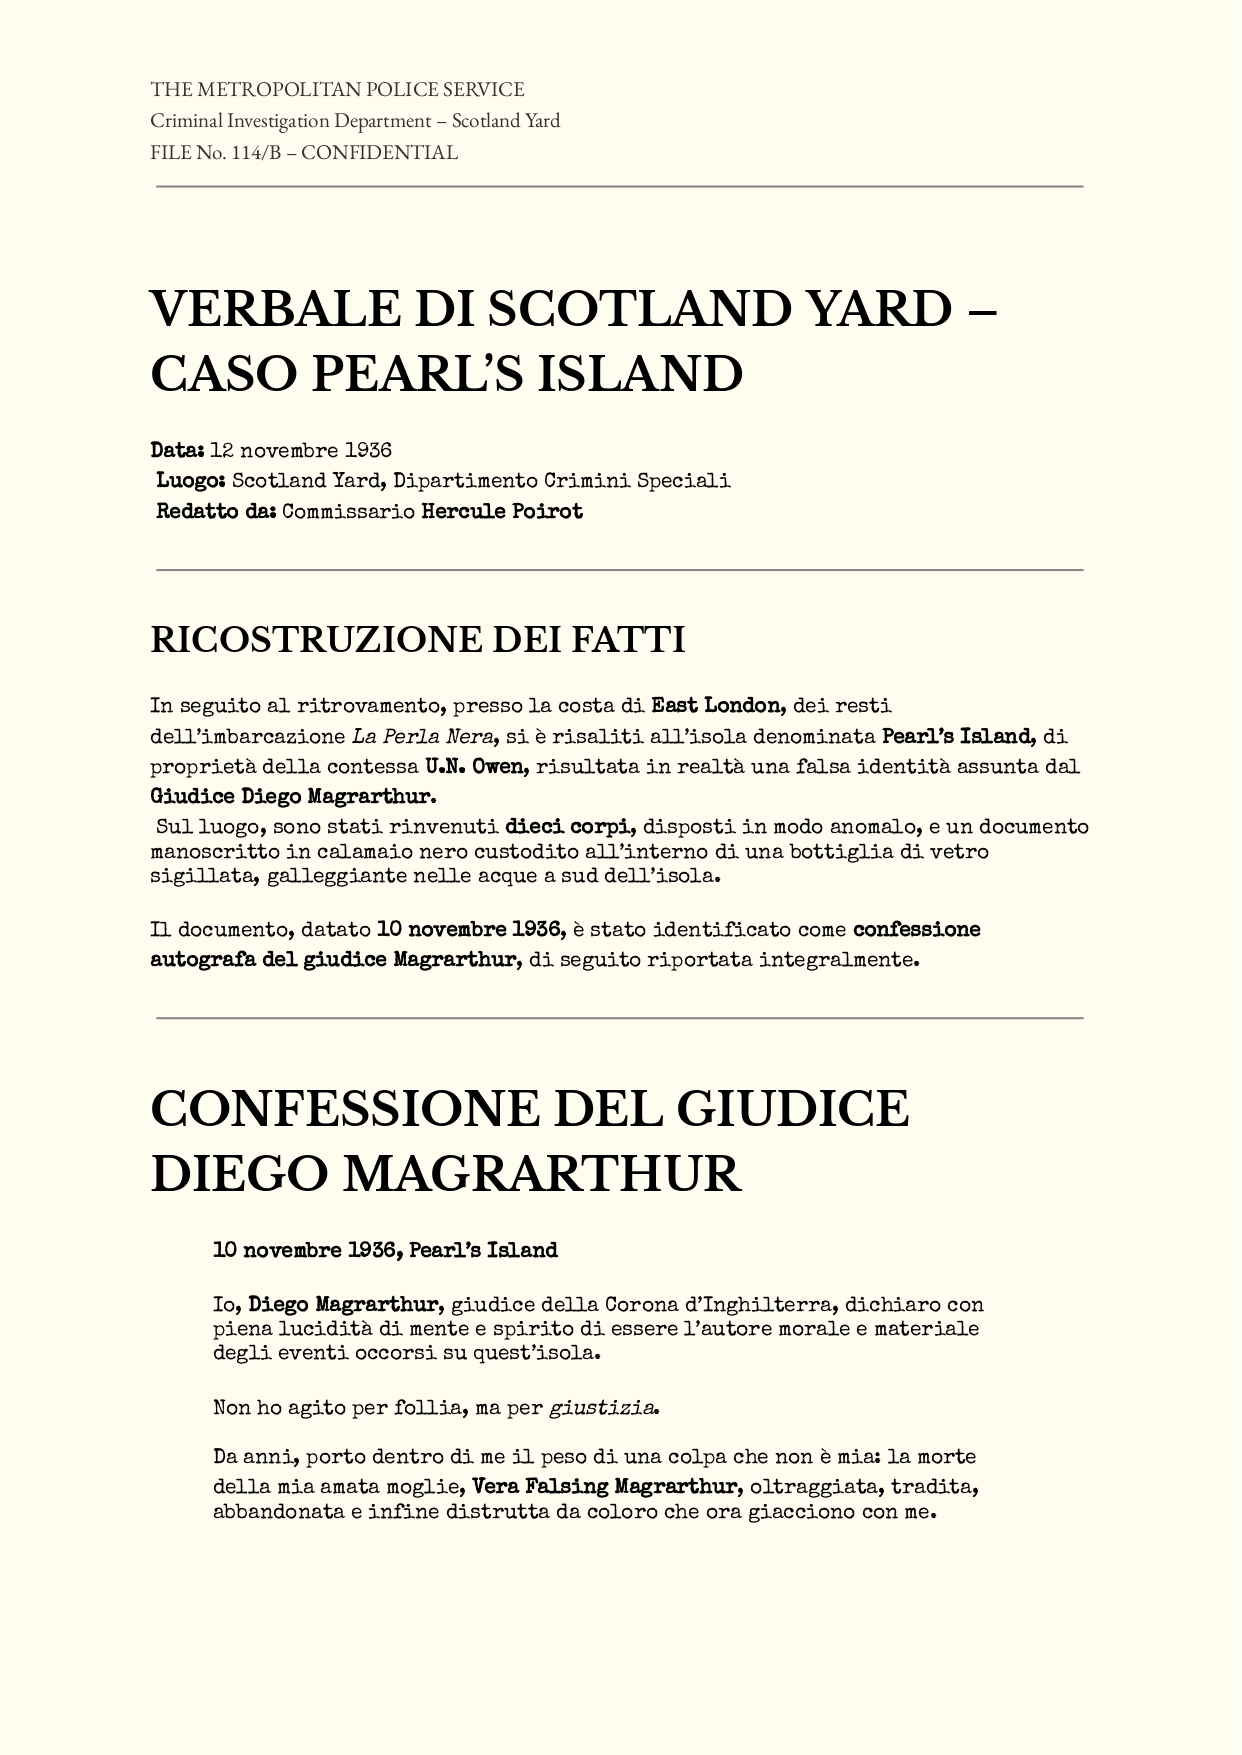 THE METROPOLITAN POLICE SERVICE
Criminal Investigation Department – Scotland Yard
FILE No. 114/B – CONFIDENTIAL
VERBALE DI SCOTLAND YARD –
CASO PEARL'S ISLAND
Data: 12 novembre 1936
Luogo: Scotland Yard, Dipartimento Crimini Speciali
Redatto da: Commissario Hercule Poirot
RICOSTRUZIONE DEI FATTI
In seguito al ritrovamento, presso la costa di East London, dei resti
dell'imbarcazione La Perla Nera, si è risaliti all'isola denominata Pearl's Island, di
proprietà della contessa U.N. Owen, risultata in realtà una falsa identità assunta dal
Giudice Diego Magrarthur.
Sul luogo, sono stati rinvenuti dieci corpi, disposti in modo anomalo, e un documento
manoscritto in calamaio nero custodito all'interno di una bottiglia di vetro
sigillata, galleggiante nelle acque a sud dell'isola.
Il documento, datato 10 novembre 1936, è stato identificato come confessione
autografa del giudice Magrarthur, di seguito riportata integralmente.
CONFESSIONE DEL GIUDICE
DIEGO MAGRARTHUR
10 novembre 1936, Pearl's Island
Io, Diego Magrarthur, giudice della Corona d'Inghilterra, dichiaro con
piena lucidità di mente e spirito di essere l'autore morale e materiale
degli eventi occorsi su quest'isola.
Non ho agito per follia, ma per giustizia.
Da anni, porto dentro di me il peso di una colpa che non è mia: la morte
della mia amata moglie, Vera Falsing Magrarthur, oltraggiata, tradita,
abbandonata e infine distrutta da coloro che ora giacciono con me.